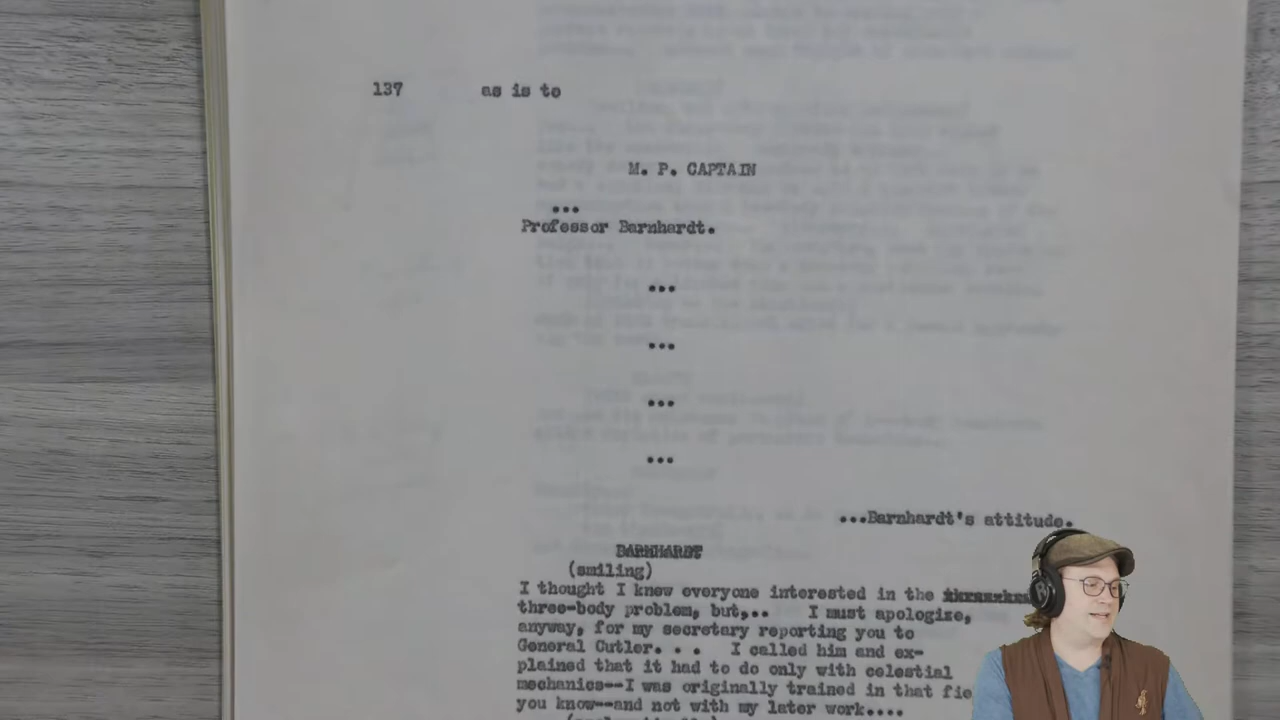 137 as is to
M. P. CAPTAIN
...
Professor Barnhardt.
...
...
...
...
...Barnhardt's attitude.
BARNHARDT
(smiling)
I thought I knew everyone interested in the
three-body problem, but,.. I must apologize,
anyway, for my secretary reporting you to
General Cutler. . . I called him and ex-
plained that it had to do only with celestial
mechanics--I was originally trained in that fie
you know--and not with my later work....